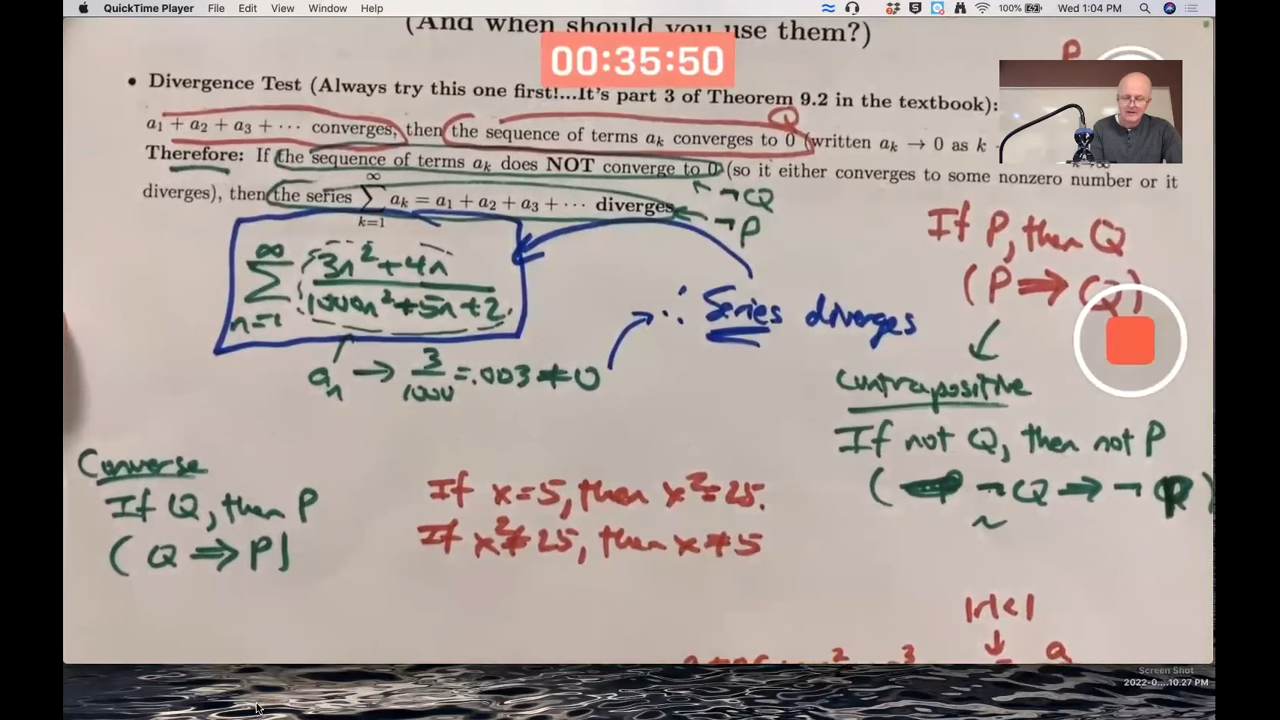 QuickTime Player File Edit View Window Help 100% Wed 1:04 PM
(And when should you use them?)
00:35:50
P
• Divergence Test (Always try this one first!...It's part 3 of Theorem 9.2 in the textbook):
Q
a₁ + a₂ + a₃ + ⋯ converges, then the sequence of terms aₖ converges to 0 (written aₖ → 0 as k
Therefore: If the sequence of terms aₖ does NOT converge to 0 (so it either converges to some nonzero number or it
diverges), then the series ∑ₖ₌₁^∞ aₖ = a₁ + a₂ + a₃ + ⋯ diverges.
¬Q
¬P
∑ₙ₌₁^∞ (3n² + 4n)/(1000n² + 5n + 2)
aₙ → 3/1000 = .003 ≠ 0
∴ Series diverges
If P, then Q
(P ⇒ Q)
contrapositive
If not Q, then not P
( ¬Q → ¬P)
~
Converse
If Q, then P
(Q ⇒ P)
If x=5, then x²=25.
If x²≠25, then x≠5
|r|<1
a
Screen Shot
2022-0....10.27 PM